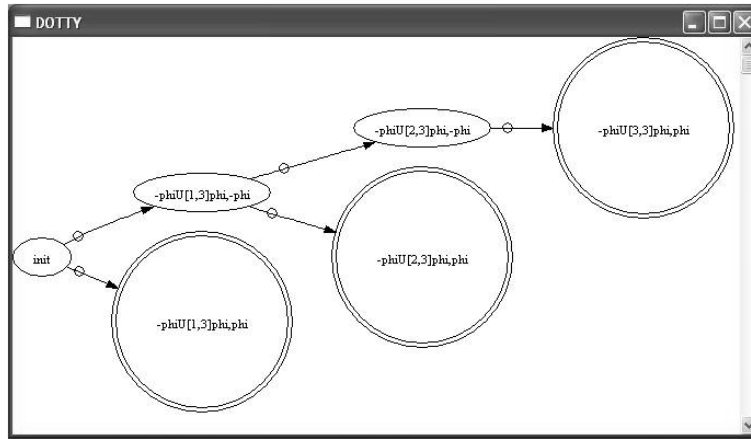 DOTTY
-phiU[2,3]phi,-phi
-phiU[3,3]phi,phi
-phiU[1,3]phi,-phi
init
-phiU[2,3]phi,phi
-phiU[1,3]phi,phi